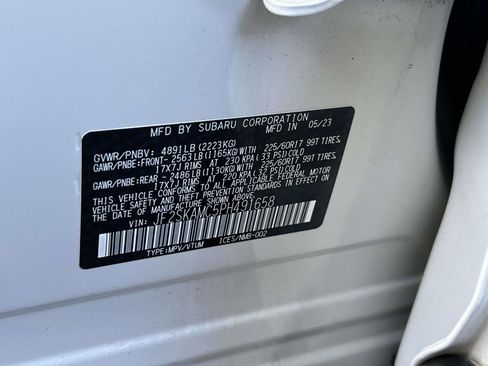 MFD. BY SUBARU CORPORATION
MADE IN JAPAN 05/23
GVWR/PNBV: 4891LB(2223KG)
GAWR/PNBE:FRONT- 2563LB(1165KG)WITH 225/60R17 99T TIRES.
17X7J RIMS AT 230 KPA(33 PSI)COLD
GAWR/PNBE:REAR - 2486LB(1130KG)WITH 225/60R17 99T TIRES.
17X7J RIMS AT 220 KPA(32 PSI)COLD
THIS VEHICLE CONFORMS TO ALL APPLICABLE FEDERAL MOTOR
VEHICLE SAFETY AND THEFT PREVENTION STANDARDS IN EFFECT ON
THE DATE OF MANUFACTURE SHOWN ABOVE.
VIN: JF2SKAMC5PH491658
TYPE:MPV/VTUM ICES/NMB-002